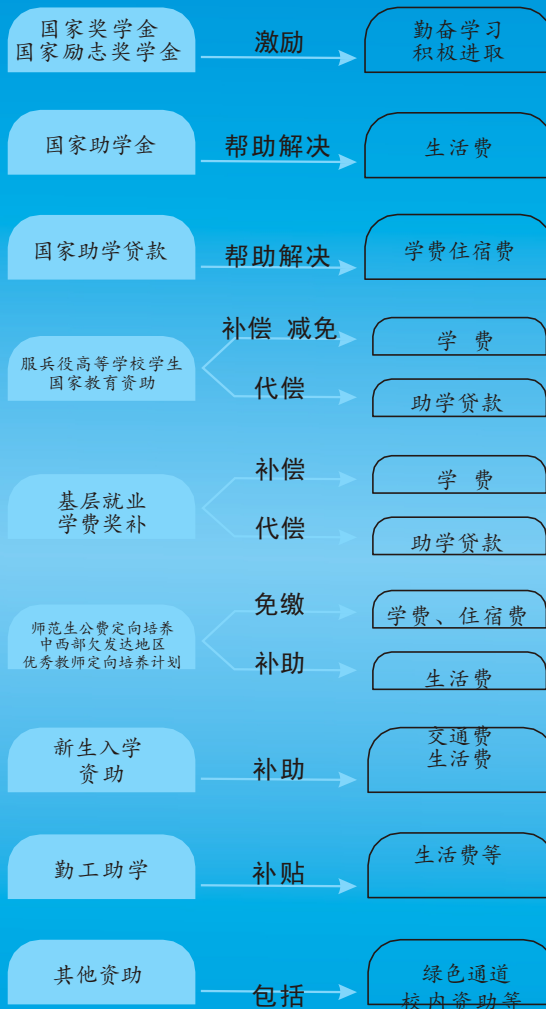 国家奖学金
国家励志奖学金
激励
勤奋学习
积极进取
国家助学金
帮助解决
生活费
国家助学贷款
帮助解决
学费住宿费
服兵役高等学校学生
国家教育资助
补偿 减免
学 费
代偿
助学贷款
基层就业
学费奖补
补偿
学 费
代偿
助学贷款
师范生公费定向培养
中西部欠发达地区
优秀教师定向培养计划
免缴
学费、住宿费
补助
生活费
新生入学
资助
补助
交通费
生活费
勤工助学
补贴
生活费等
其他资助
包括
绿色通道
校内资助等